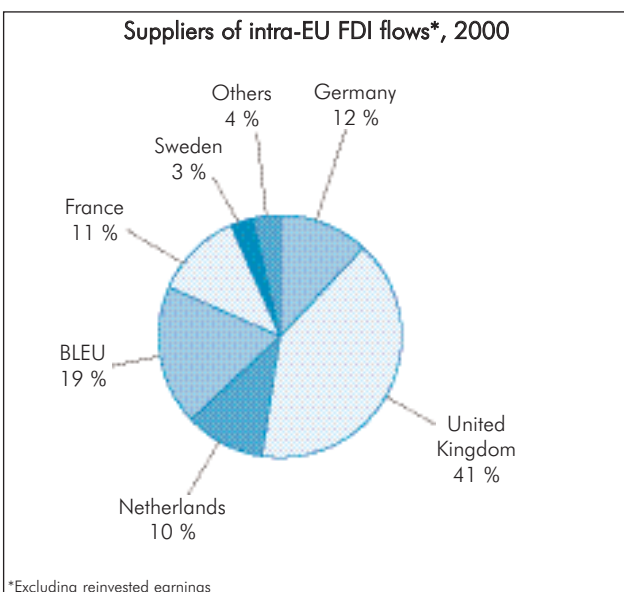 Suppliers of intra-EU FDI flows*, 2000
Others
4 %
Germany
12 %
Sweden
3 %
France
11 %
BLEU
19 %
United
Kingdom
41 %
Netherlands
10 %
*Excluding reinvested earnings